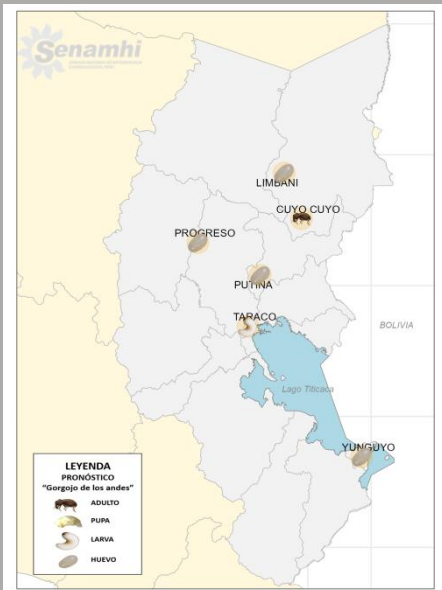 Senamhi
LIMBANI
CUYO CUYO
PROGRESO
PUTINA
TARACO
BOLIVIA
Lago Titicaca
YUNGUYO
LEYENDA
PRONÓSTICO
"Gorgojo de los andes"
ADULTO
PUPA
LARVA
HUEVO